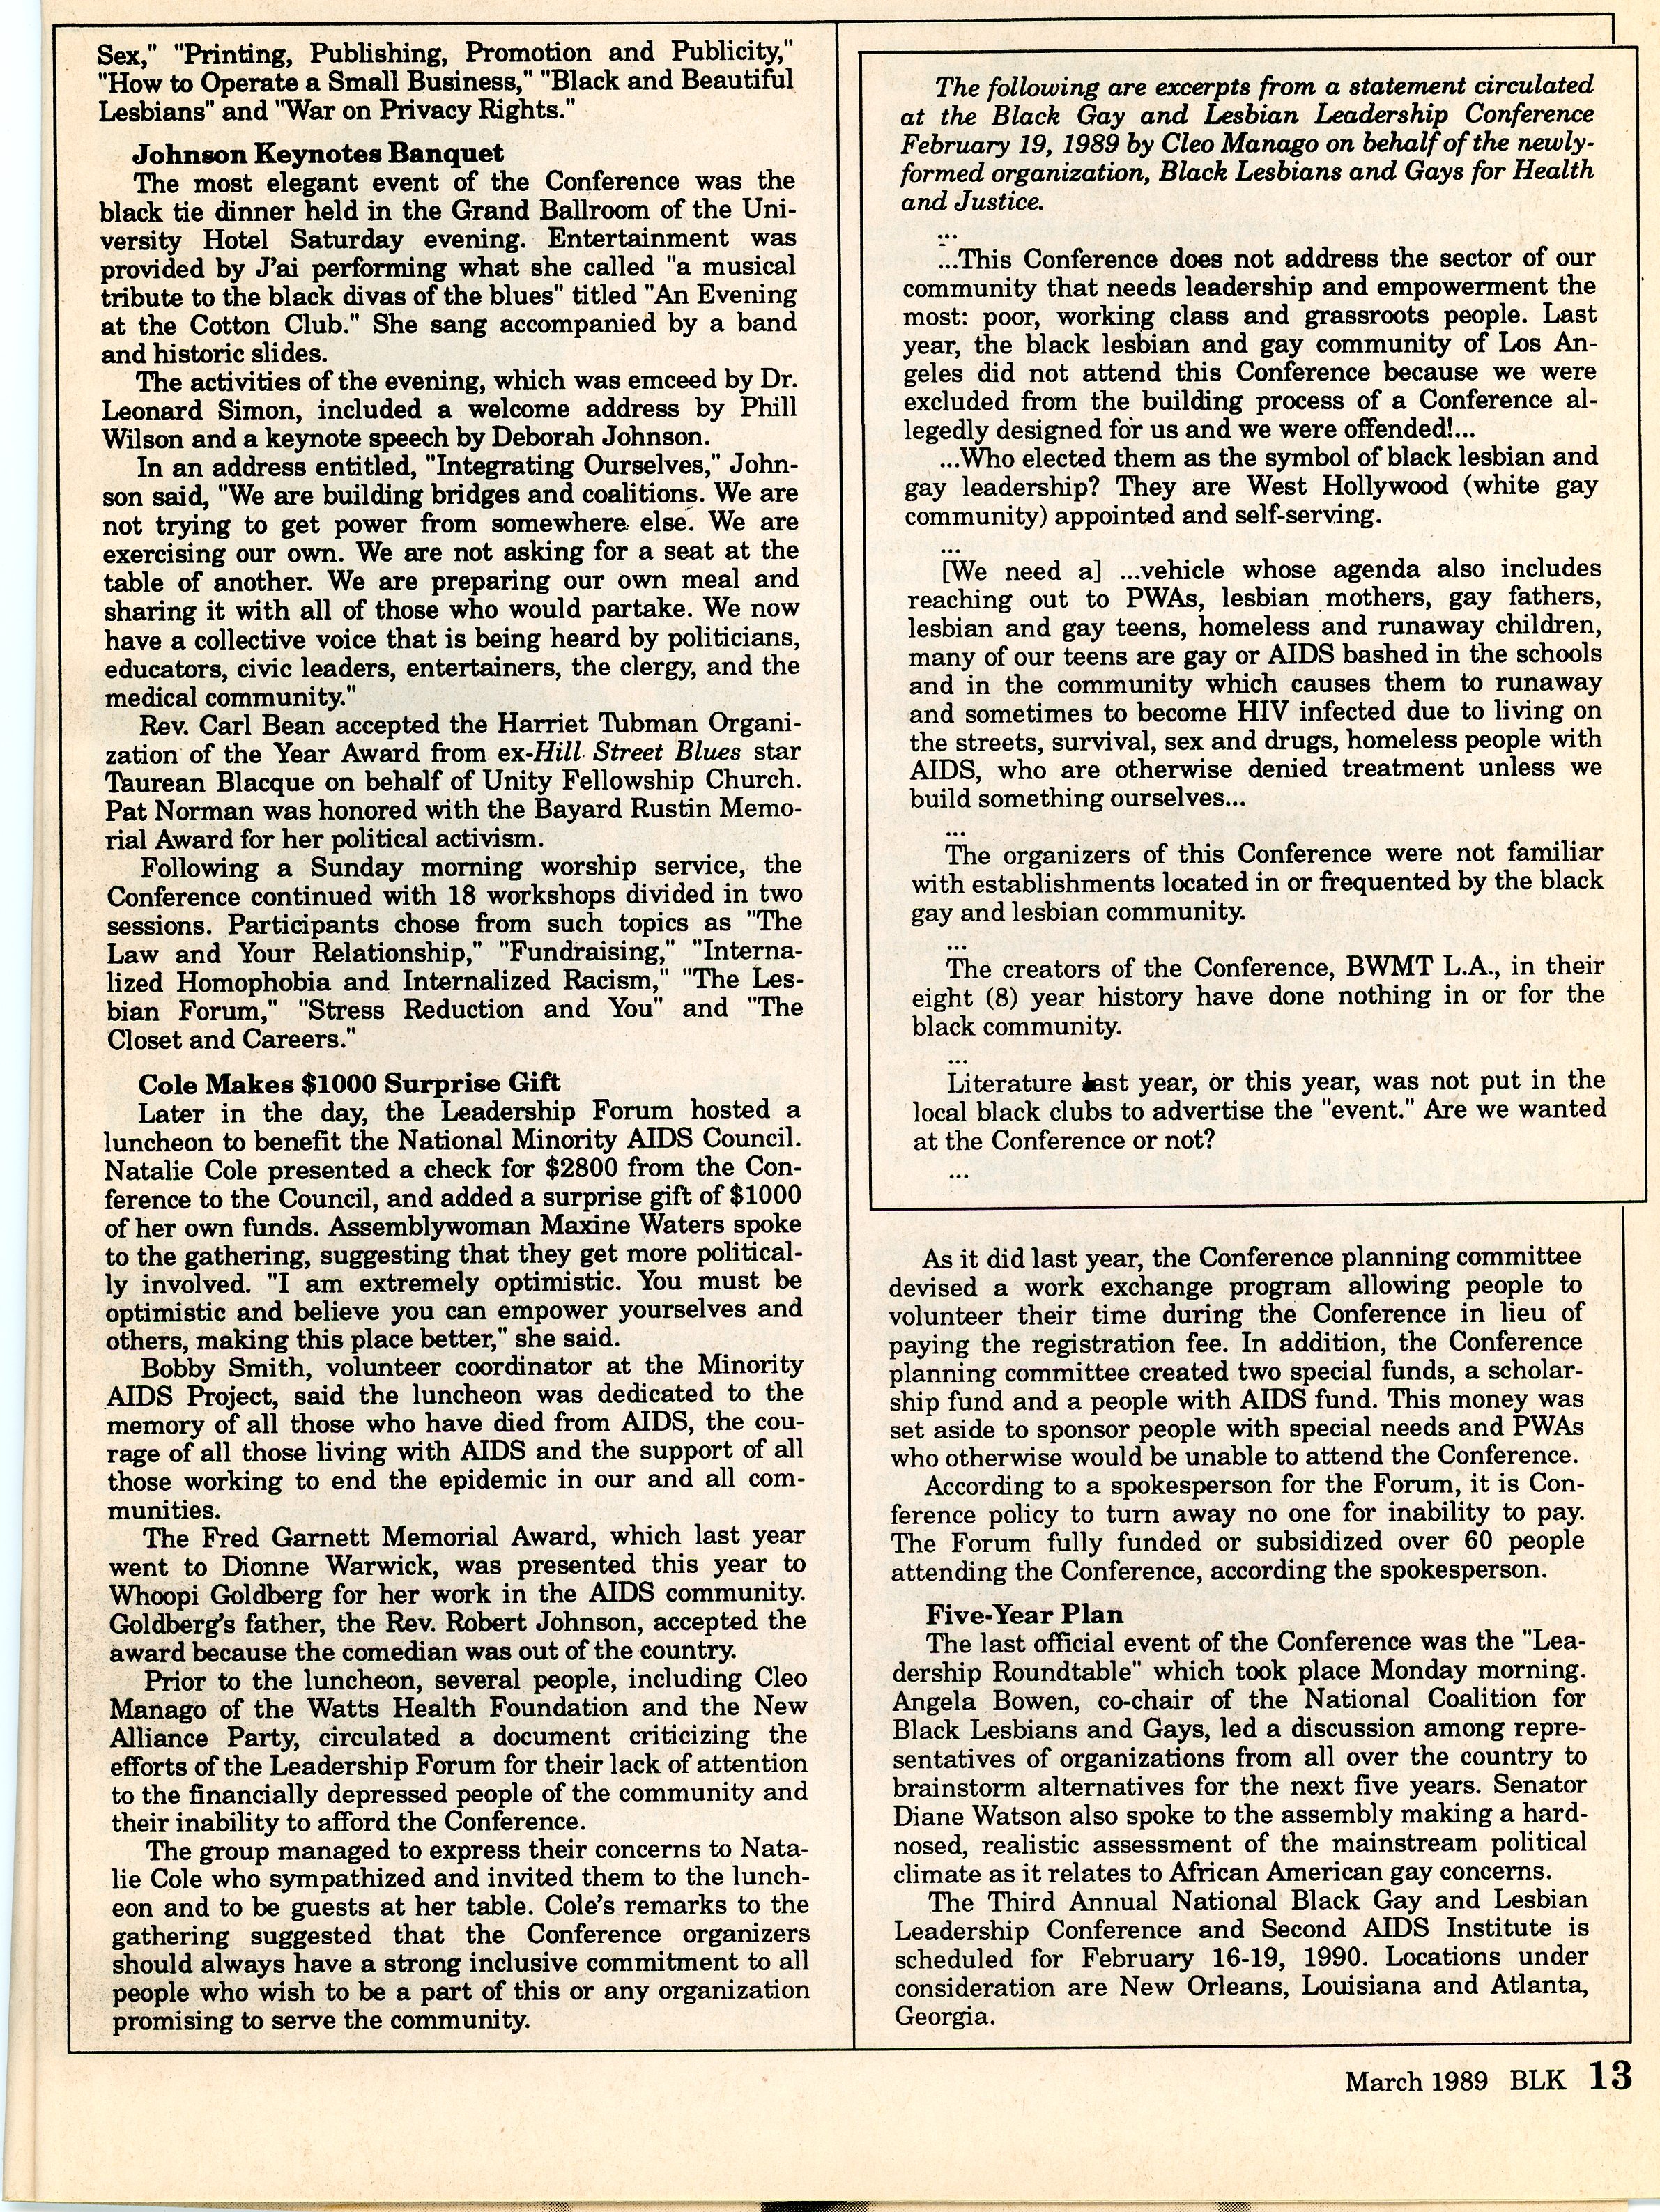 Sex," "Printing, Publishing, Promotion and Publicity,"
"How to Operate a Small Business," "Black and Beautiful
Lesbians" and "War on Privacy Rights."
Johnson Keynotes Banquet
The most elegant event of the Conference was the
black tie dinner held in the Grand Ballroom of the Uni-
versity Hotel Saturday evening. Entertainment was
provided by J'ai performing what she called "a musical
tribute to the black divas of the blues" titled "An Evening
at the Cotton Club." She sang accompanied by a band
and historic slides.
The activities of the evening, which was emceed by Dr.
Leonard Simon, included a welcome address by Phill
Wilson and a keynote speech by Deborah Johnson.
In an address entitled, "Integrating Ourselves," John-
son said, "We are building bridges and coalitions. We are
not trying to get power from somewhere else. We are
exercising our own. We are not asking for a seat at the
table of another. We are preparing our own meal and
sharing it with all of those who would partake. We now
have a collective voice that is being heard by politicians,
educators, civic leaders, entertainers, the clergy, and the
medical community."
Rev. Carl Bean accepted the Harriet Tubman Organi-
zation of the Year Award from ex-Hill Street Blues star
Taurean Blacque on behalf of Unity Fellowship Church.
Pat Norman was honored with the Bayard Rustin Memo-
rial Award for her political activism.
Following a Sunday morning worship service, the
Conference continued with 18 workshops divided in two
sessions. Participants chose from such topics as "The
Law and Your Relationship," "Fundraising," "Interna-
lized Homophobia and Internalized Racism," "The Les-
bian Forum," "Stress Reduction and You" and "The
Closet and Careers."
Cole Makes $1000 Surprise Gift
Later in the day, the Leadership Forum hosted a
luncheon to benefit the National Minority AIDS Council.
Natalie Cole presented a check for $2800 from the Con-
ference to the Council, and added a surprise gift of $1000
of her own funds. Assemblywoman Maxine Waters spoke
to the gathering, suggesting that they get more political-
ly involved. "I am extremely optimistic. You must be
optimistic and believe you can empower yourselves and
others, making this place better," she said.
Bobby Smith, volunteer coordinator at the Minority
AIDS Project, said the luncheon was dedicated to the
memory of all those who have died from AIDS, the cou-
rage of all those living with AIDS and the support of all
those working to end the epidemic in our and all com-
munities.
The Fred Garnett Memorial Award, which last year
went to Dionne Warwick, was presented this year to
Whoopi Goldberg for her work in the AIDS community.
Goldberg's father, the Rev. Robert Johnson, accepted the
award because the comedian was out of the country.
Prior to the luncheon, several people, including Cleo
Manago of the Watts Health Foundation and the New
Alliance Party, circulated a document criticizing the
efforts of the Leadership Forum for their lack of attention
to the financially depressed people of the community and
their inability to afford the Conference.
The group managed to express their concerns to Nata-
lie Cole who sympathized and invited them to the lunch-
eon and to be guests at her table. Cole's remarks to the
gathering suggested that the Conference organizers
should always have a strong inclusive commitment to all
people who wish to be a part of this or any organization
promising to serve the community.
The following are excerpts from a statement circulated
at the Black Gay and Lesbian Leadership Conference
February 19, 1989 by Cleo Manago on behalf of the newly-
formed organization, Black Lesbians and Gays for Health
and Justice.
...
...This Conference does not address the sector of our
community that needs leadership and empowerment the
most: poor, working class and grassroots people. Last
year, the black lesbian and gay community of Los An-
geles did not attend this Conference because we were
excluded from the building process of a Conference al-
legedly designed for us and we were offended!...
...Who elected them as the symbol of black lesbian and
gay leadership? They are West Hollywood (white gay
community) appointed and self-serving.
...
[We need a] ...vehicle whose agenda also includes
reaching out to PWAs, lesbian mothers, gay fathers,
lesbian and gay teens, homeless and runaway children,
many of our teens are gay or AIDS bashed in the schools
and in the community which causes them to runaway
and sometimes to become HIV infected due to living on
the streets, survival, sex and drugs, homeless people with
AIDS, who are otherwise denied treatment unless we
build something ourselves...
...
The organizers of this Conference were not familiar
with establishments located in or frequented by the black
gay and lesbian community.
...
The creators of the Conference, BWMT L.A., in their
eight (8) year history have done nothing in or for the
black community.
...
Literature last year, or this year, was not put in the
local black clubs to advertise the "event." Are we wanted
at the Conference or not?
...
As it did last year, the Conference planning committee
devised a work exchange program allowing people to
volunteer their time during the Conference in lieu of
paying the registration fee. In addition, the Conference
planning committee created two special funds, a scholar-
ship fund and a people with AIDS fund. This money was
set aside to sponsor people with special needs and PWAs
who otherwise would be unable to attend the Conference.
According to a spokesperson for the Forum, it is Con-
ference policy to turn away no one for inability to pay.
The Forum fully funded or subsidized over 60 people
attending the Conference, according the spokesperson.
Five-Year Plan
The last official event of the Conference was the "Lea-
dership Roundtable" which took place Monday morning.
Angela Bowen, co-chair of the National Coalition for
Black Lesbians and Gays, led a discussion among repre-
sentatives of organizations from all over the country to
brainstorm alternatives for the next five years. Senator
Diane Watson also spoke to the assembly making a hard-
nosed, realistic assessment of the mainstream political
climate as it relates to African American gay concerns.
The Third Annual National Black Gay and Lesbian
Leadership Conference and Second AIDS Institute is
scheduled for February 16-19, 1990. Locations under
consideration are New Orleans, Louisiana and Atlanta,
Georgia.
March 1989 BLK 13